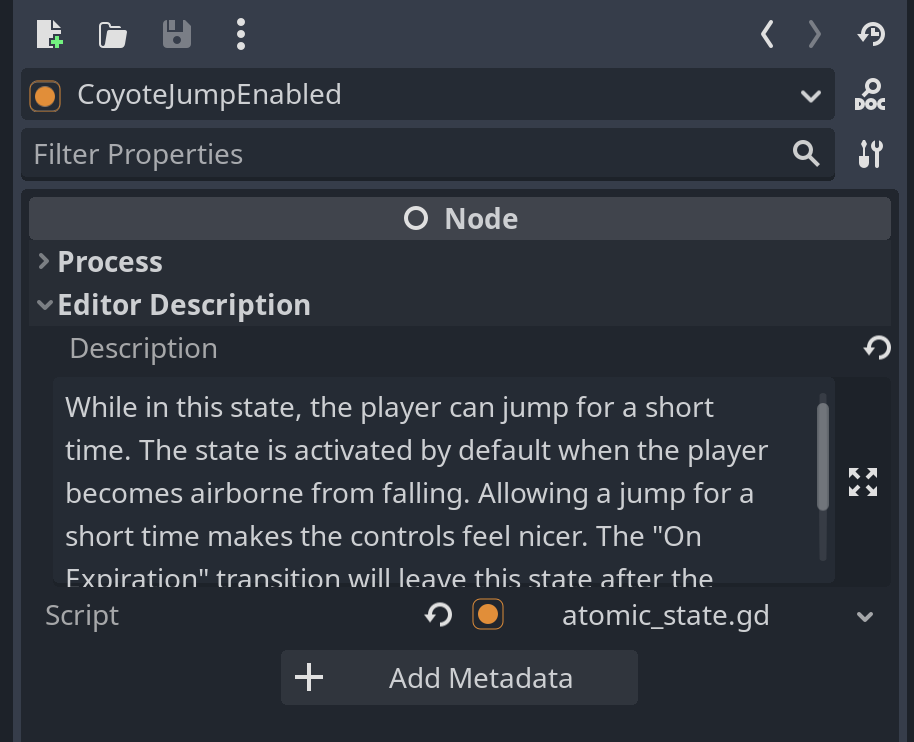 CoyoteJumpEnabled
DOC
Filter Properties
Node
Process
Editor Description
Description
While in this state, the player can jump for a short
time. The state is activated by default when the player
becomes airborne from falling. Allowing a jump for a
short time makes the controls feel nicer. The "On
Expiration" transition will leave this state after the
Script
atomic_state.gd
Add Metadata